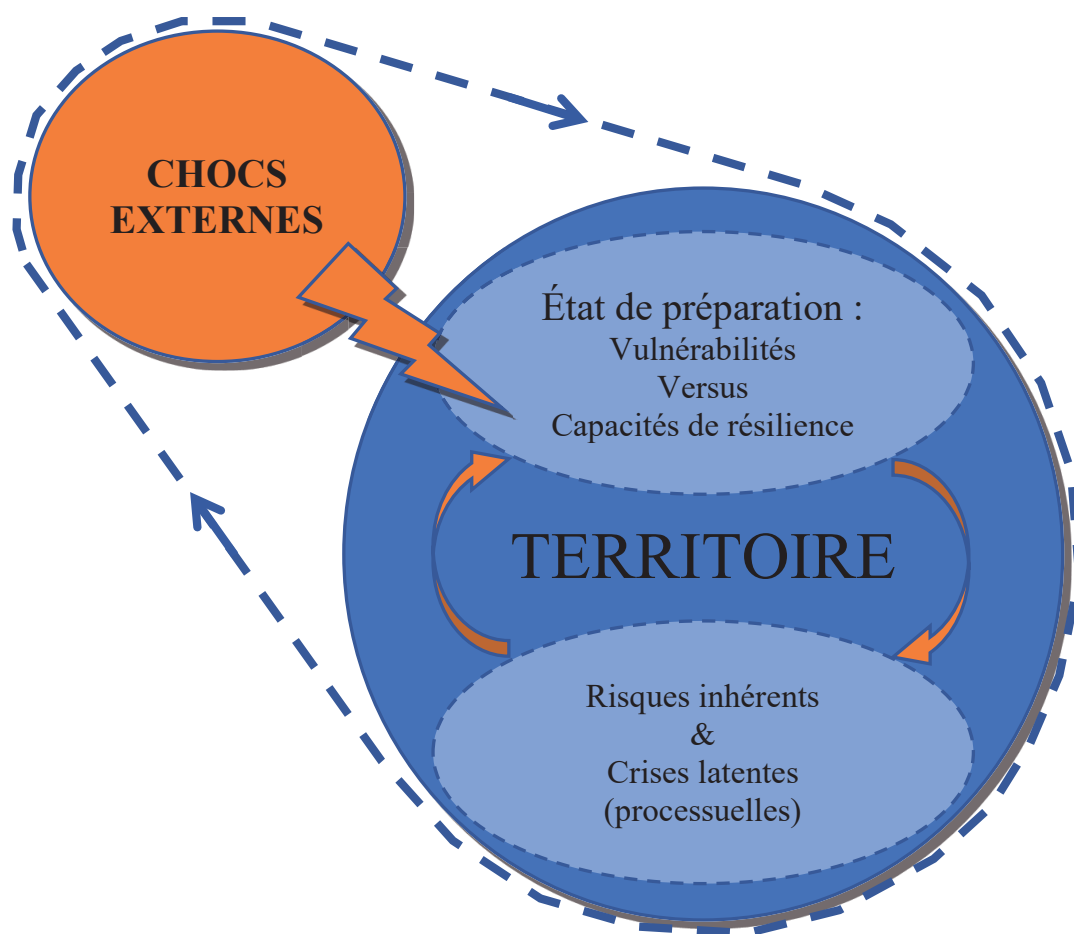 CHOCS
EXTERNES
État de préparation :
Vulnérabilités
Versus
Capacités de résilience
TERRITOIRE
Risques inhérents
&
Crises latentes
(processuelles)